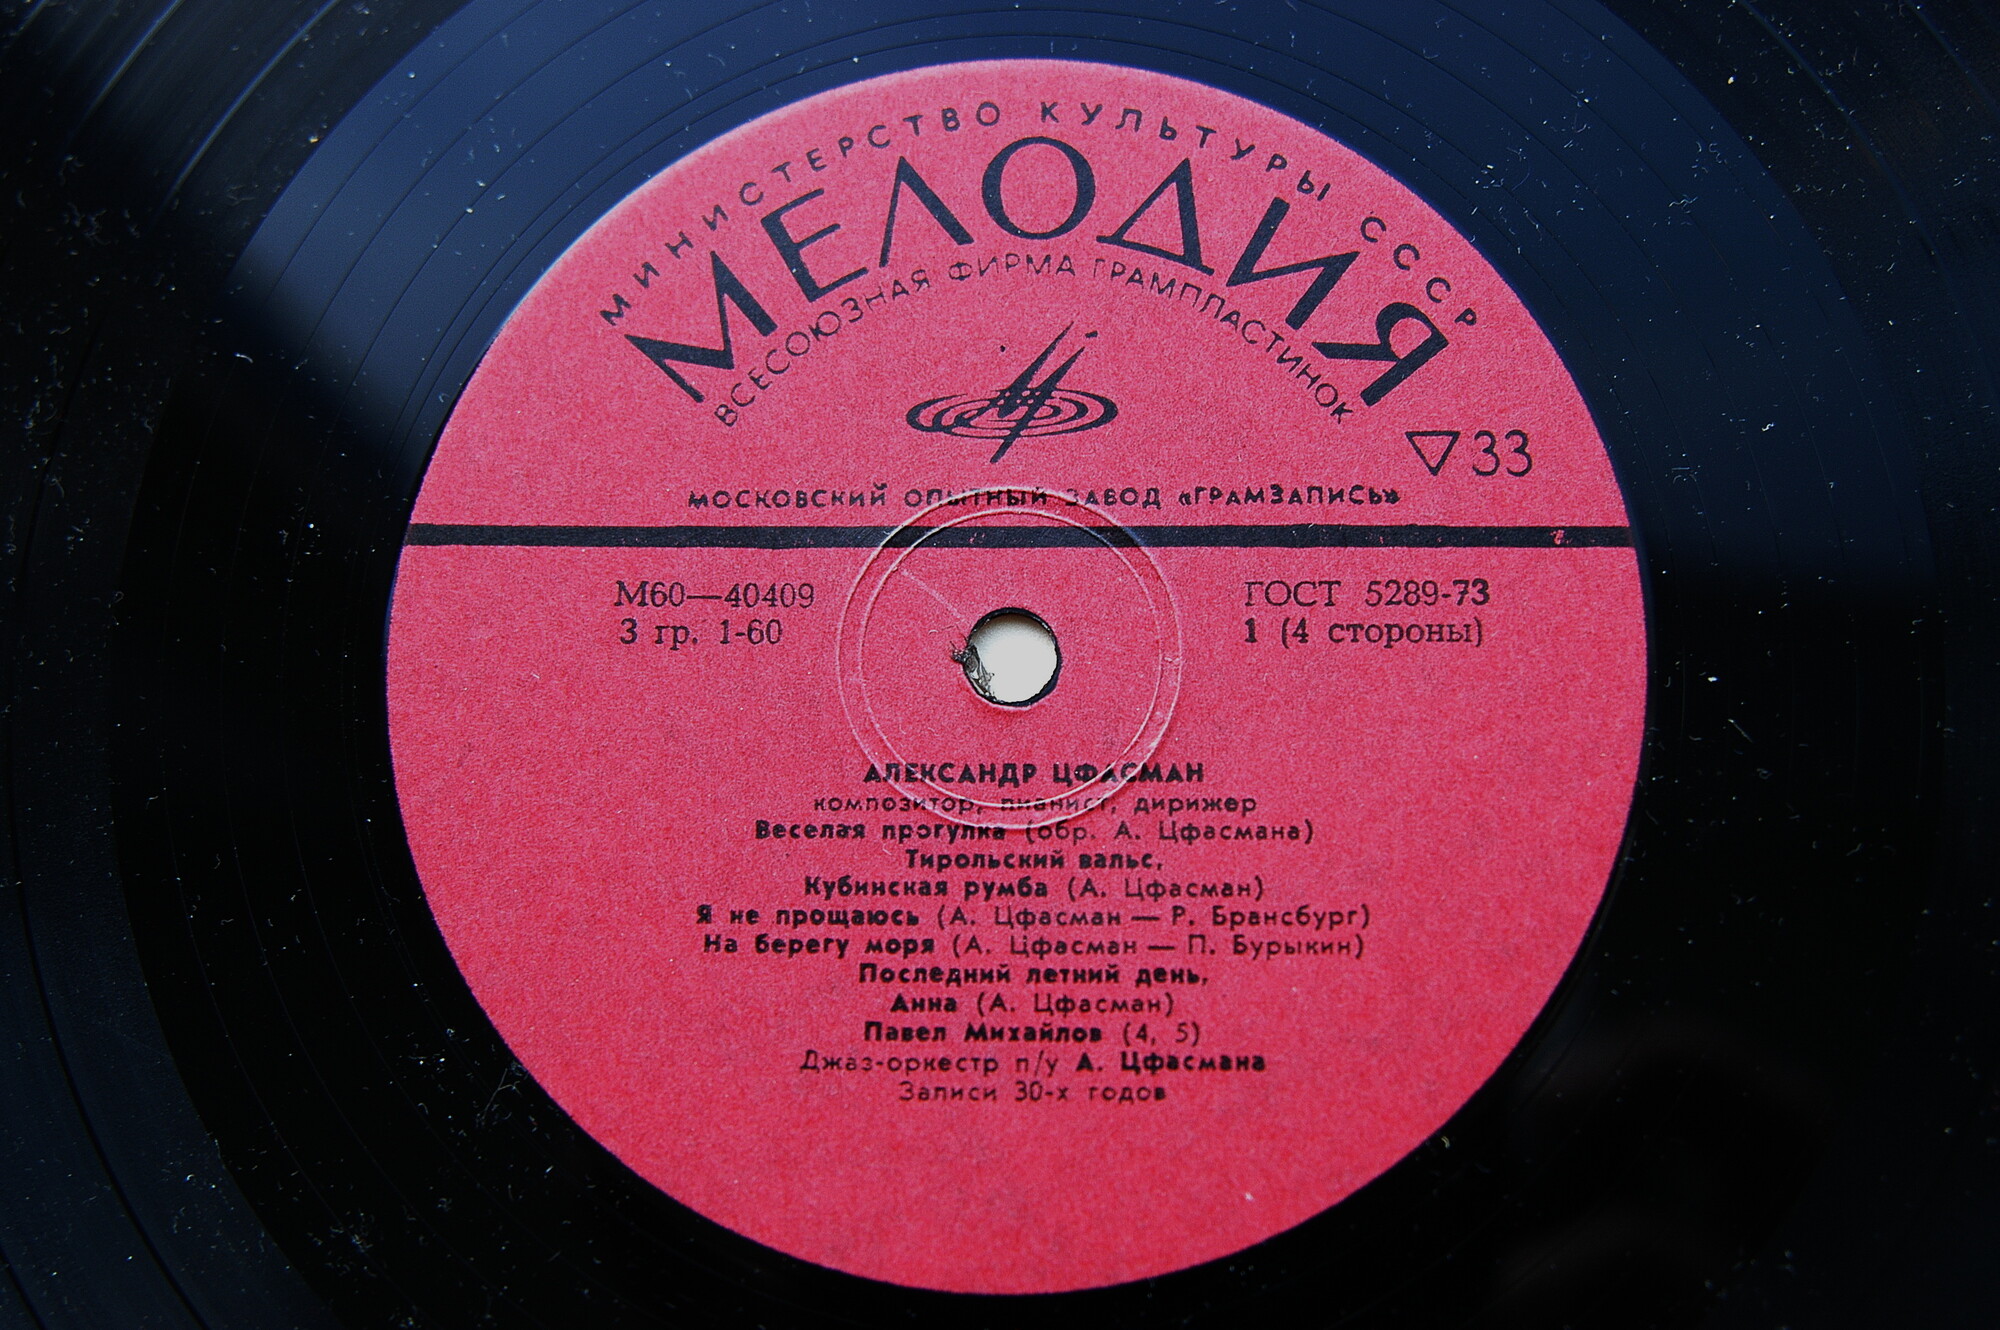 МИНИСТЕРСТВО КУЛЬТУРЫ СССР
МЕЛОДИЯ
ВСЕСОЮЗНАЯ ФИРМА ГРАМПЛАСТИНОК
33
МОСКОВСКИЙ ОПЫТНЫЙ ЗАВОД «ГРАМЗАПИСЬ»
М60—40409 ГОСТ 5289-73
3 гр. 1-60 1 (4 стороны)
АЛЕКСАНДР ЦФАСМАН
композитор, пианист, дирижер
Веселая прогулка (обр. А. Цфасмана)
Тирольский вальс,
Кубинская румба (А. Цфасман)
Я не прощаюсь (А. Цфасман — Р. Брансбург)
На берегу моря (А. Цфасман — П. Бурыкин)
Последний летний день,
Анна (А. Цфасман)
Павел Михайлов (4, 5)
Джаз-оркестр п/у А. Цфасмана
Записи 30-х годов